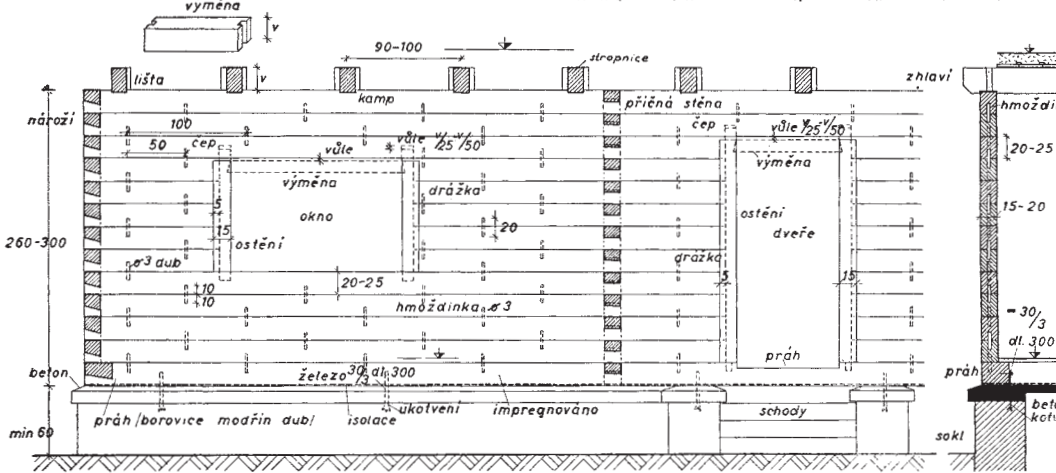 výměna
v
90-100
stropnice
lišta
v
zhlaví
kamp
příčná stěna
nároží
hmoždi
100
čep
čep
vůle v/25-v/50
vůle v/25-v/50
50
vůle
20-25
výměna
výměna
drážka
5
okno
ostění
15-20
15
20
dveře
260-300
ostění
ø3 dub
drážka
20-25
5
15
10
10
hmoždinka ø 3
30/3
dl. 300
práh
beton
železo 30/3 dl. 300
práh
práh /borovice modřín dub/
isolace
ukotvení
impregnováno
schody
beto
kotv
min 60
sokl